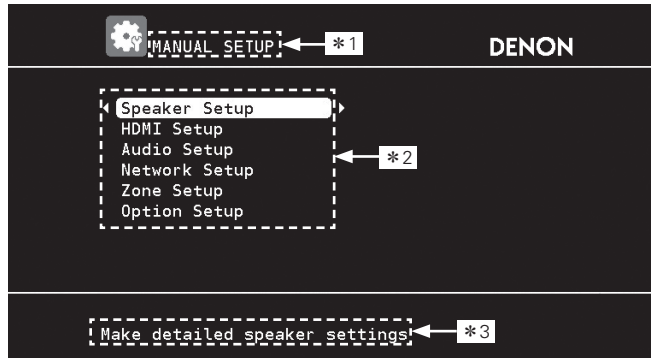 MANUAL SETUP
*1
DENON
Speaker Setup
HDMI Setup
Audio Setup
Network Setup
Zone Setup
Option Setup
*2
Make detailed speaker settings
*3